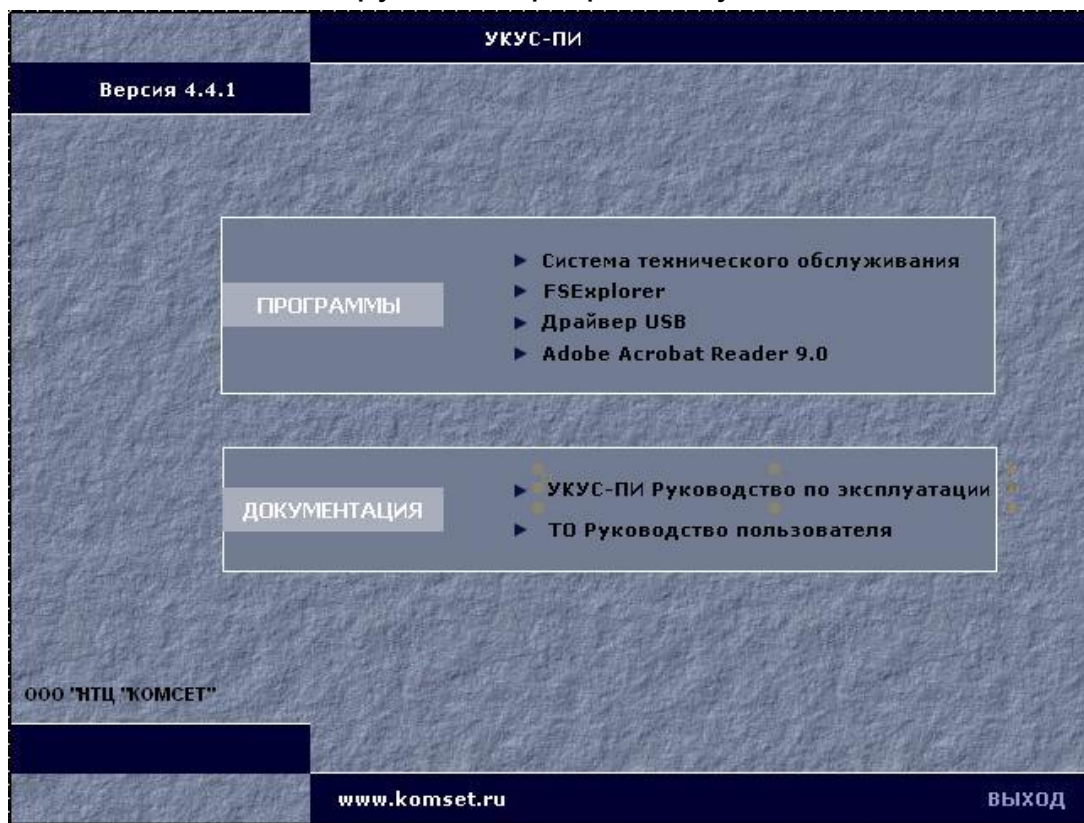 УКУС-ПИ
Версия 4.4.1
ПРОГРАММЫ
Система технического обслуживания
FSExplorer
Драйвер USB
Adobe Acrobat Reader 9.0
ДОКУМЕНТАЦИЯ
УКУС-ПИ Руководство по эксплуатации
ТО Руководство пользователя
ООО "НТЦ "КОМСЕТ"
www.komset.ru
ВЫХОД